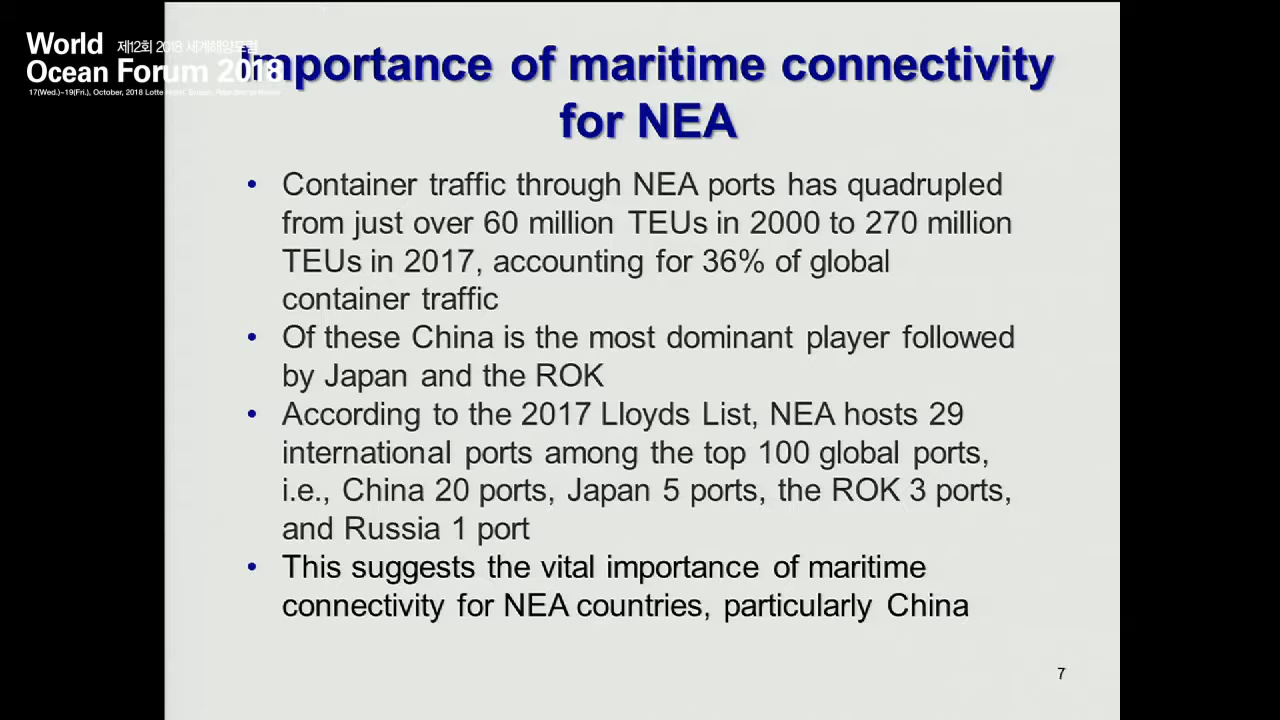 World 제12회 2018 세계해양포럼
Ocean Forum 2018
17(Wed.)~19(Fri.), October, 2018 Lotte Hotel, Busan,
Importance of maritime connectivity
for NEA
• Container traffic through NEA ports has quadrupled
from just over 60 million TEUs in 2000 to 270 million
TEUs in 2017, accounting for 36% of global
container traffic
• Of these China is the most dominant player followed
by Japan and the ROK
• According to the 2017 Lloyds List, NEA hosts 29
international ports among the top 100 global ports,
i.e., China 20 ports, Japan 5 ports, the ROK 3 ports,
and Russia 1 port
• This suggests the vital importance of maritime
connectivity for NEA countries, particularly China
7